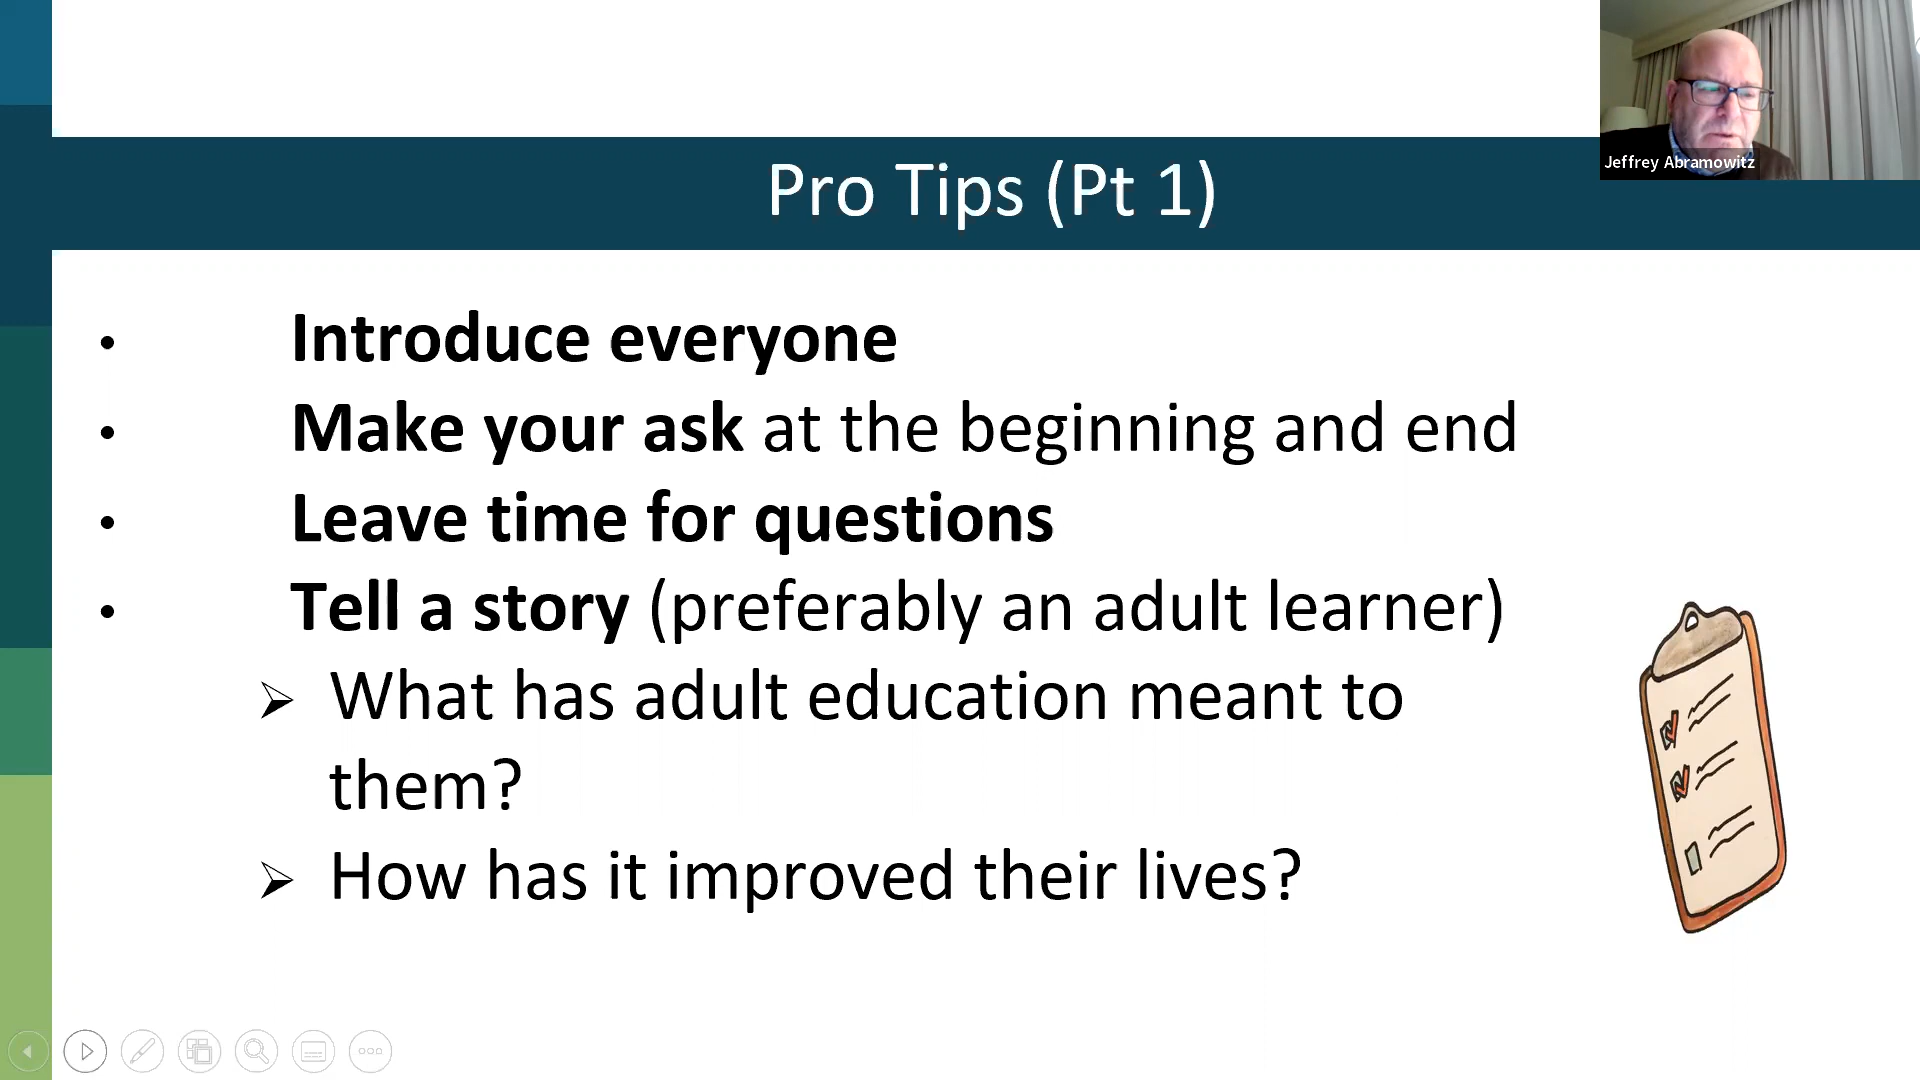 Jeffrey Abramowitz
Pro Tips (Pt 1)
• Introduce everyone
• Make your ask at the beginning and end
• Leave time for questions
• Tell a story (preferably an adult learner)
➢ What has adult education meant to
them?
➢ How has it improved their lives?